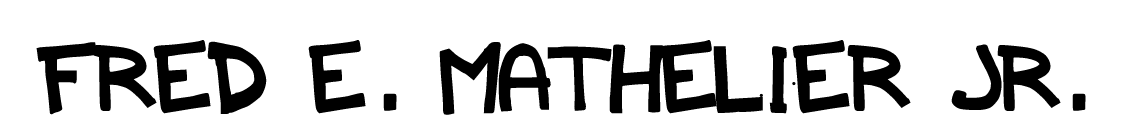 FRED E. MATHELIER JR.